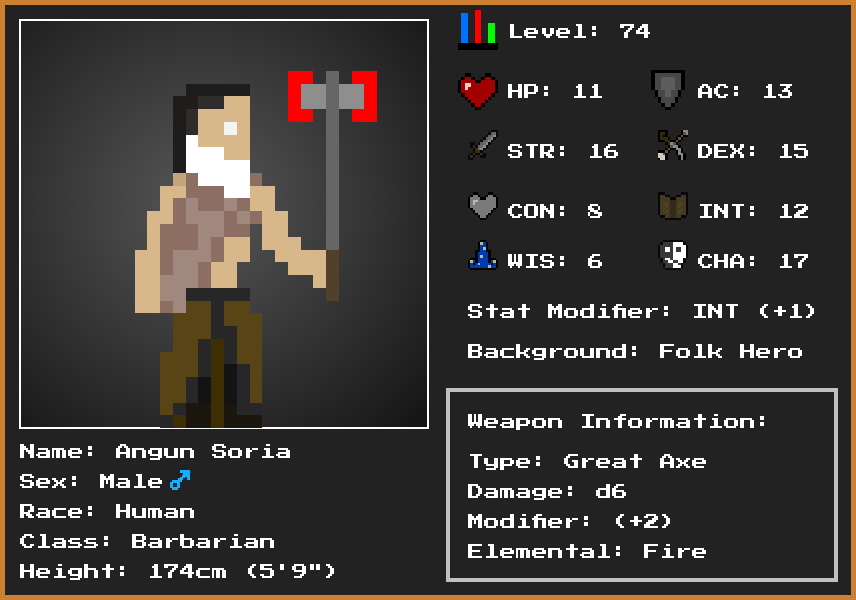 Level: 74
HP: 11 AC: 13
STR: 16 DEX: 15
CON: 8 INT: 12
WIS: 6 CHA: 17
Stat Modifier: INT (+1)
Background: Folk Hero
Weapon Information:
Type: Great Axe
Damage: d6
Modifier: (+2)
Elemental: Fire
Name: Angun Soria
Sex: Male♂
Race: Human
Class: Barbarian
Height: 174cm (5'9")